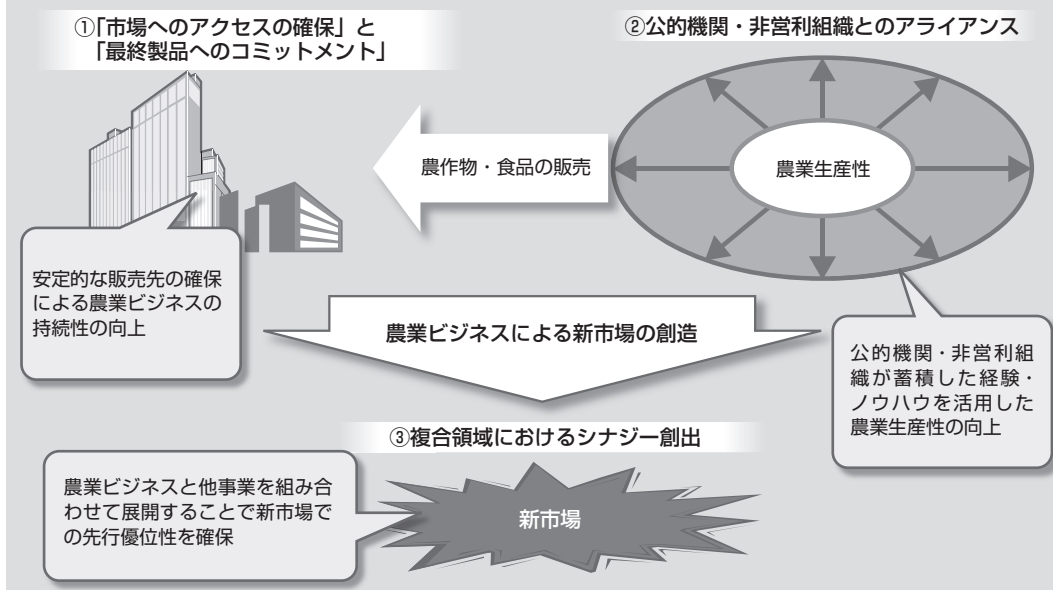 ①「市場へのアクセスの確保」と
「最終製品へのコミットメント」
②公的機関・非営利組織とのアライアンス
農作物・食品の販売
農業生産性
安定的な販売先の確保
による農業ビジネスの
持続性の向上
農業ビジネスによる新市場の創造
公的機関・非営利組
織が蓄積した経験・
ノウハウを活用した
農業生産性の向上
③複合領域におけるシナジー創出
農業ビジネスと他事業を組み合
わせて展開することで新市場で
の先行優位性を確保
新市場